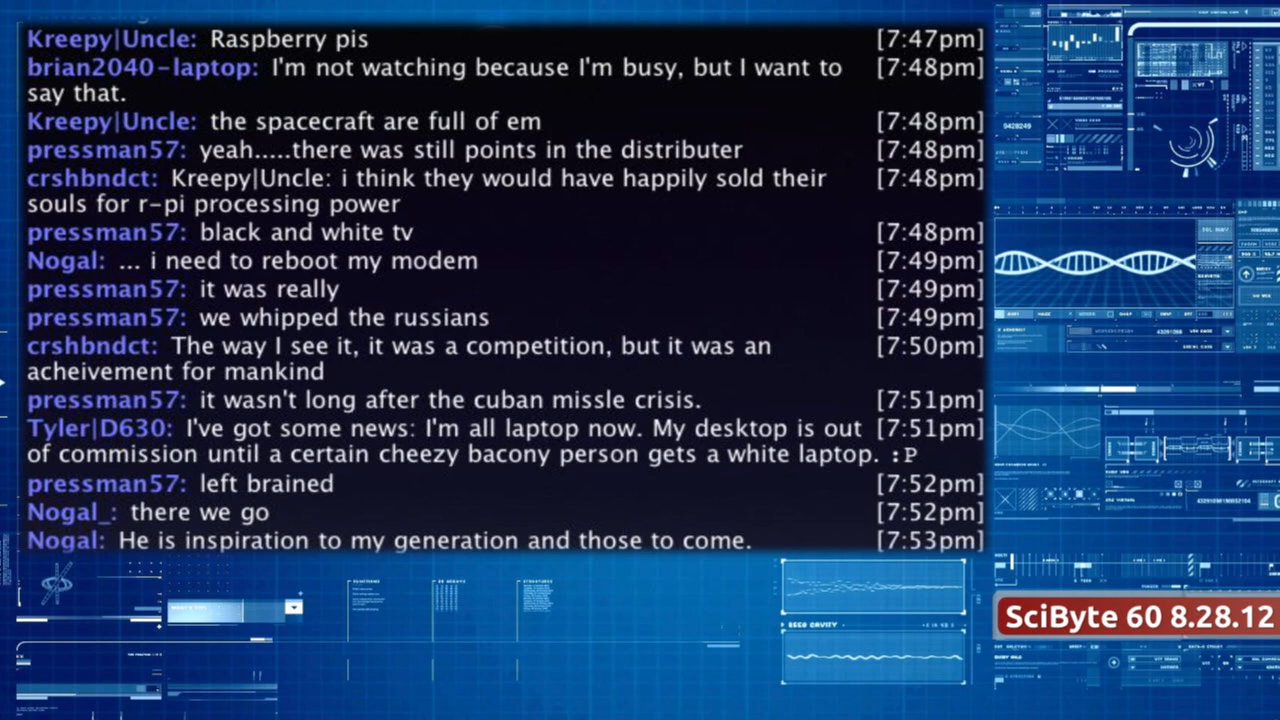 Kreepy|Uncle: Raspberry pis [7:47pm]
brian2040-laptop: I'm not watching because I'm busy, but I want to [7:48pm]
say that.
Kreepy|Uncle: the spacecraft are full of em [7:48pm]
pressman57: yeah.....there was still points in the distributer [7:48pm]
crshbndct: Kreepy|Uncle: i think they would have happily sold their [7:48pm]
souls for r-pi processing power
pressman57: black and white tv [7:48pm]
Nogal: ... i need to reboot my modem [7:49pm]
pressman57: it was really [7:49pm]
pressman57: we whipped the russians [7:49pm]
crshbndct: The way I see it, it was a competition, but it was an [7:50pm]
acheivement for mankind
pressman57: it wasn't long after the cuban missle crisis. [7:51pm]
Tyler|D630: I've got some news: I'm all laptop now. My desktop is out [7:51pm]
of commission until a certain cheezy bacony person gets a white laptop. :P
pressman57: left brained [7:52pm]
Nogal_: there we go [7:52pm]
Nogal: He is inspiration to my generation and those to come. [7:53pm]
9428249
SciByte 60 8.28.12